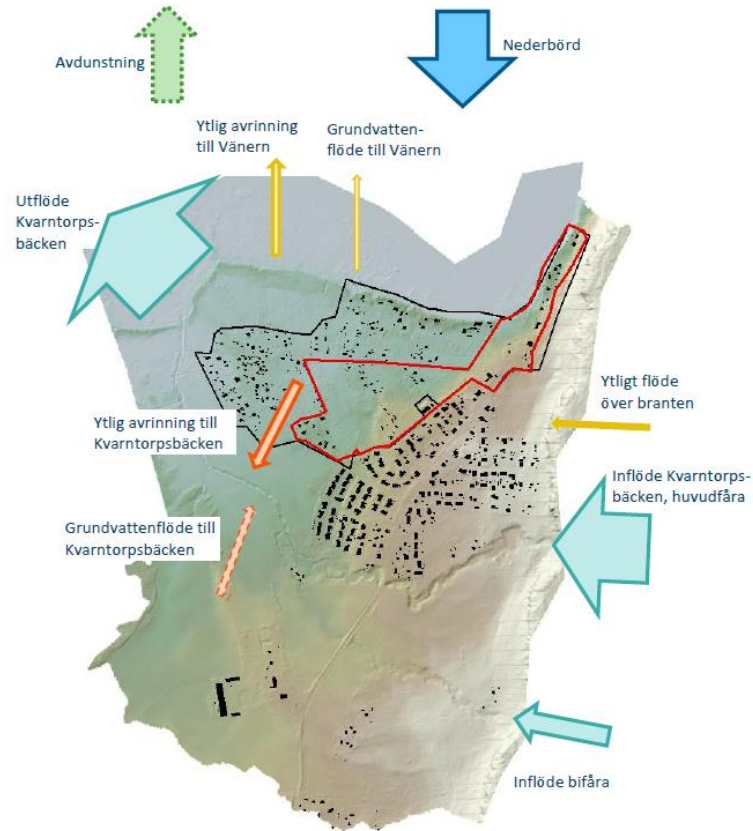 Avdunstning
Nederbörd
Ytlig avrinning
till Vänern
Grundvatten-
flöde till Vänern
Utflöde
Kvarntorps-
bäcken
Ytligt flöde
över branten
Ytlig avrinning till
Kvarntorpsbäcken
Inflöde Kvarntorps-
bäcken, huvudfåra
Grundvattenflöde till
Kvarntorpsbäcken
Inflöde bifåra